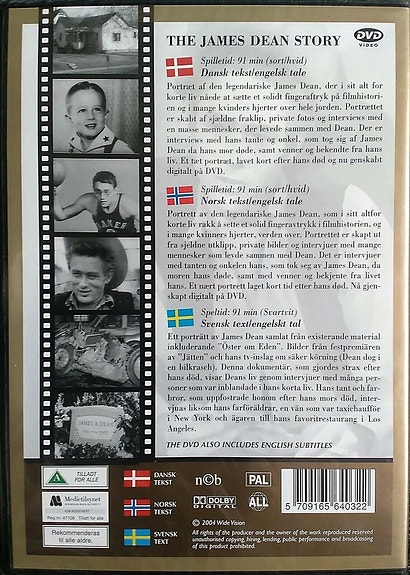 THE JAMES DEAN STORY
DVD
VIDEO
Spilletid: 91 min (sort/hvid)
Dansk tekst/engelsk tale
Portræt af den legendariske James Dean, der i sit alt for
korte liv nåede at sætte et solidt fingeraftryk på filmhistori-
en og i mange kvinders hjerter over hele jorden. Portrættet
er skabt af sjældne fraklip, private fotos og interviews med
en masse mennesker, der levede sammen med Dean. Der er
interviews med hans tante og onkel, som tog sig af James
Dean da hans mor døde, samt venner og bekendte fra hans
liv. Et tæt portræt, lavet kort efter hans død og nu genskabt
digitalt på DVD.
Spilletid: 91 min (sort/hvid)
Norsk tekst/engelsk tale
Portrett av den legendariske James Dean, som i sitt altfor
korte liv rakk å sette et solid fingeravtrykk i filmhistorien, og
i mange kvinners hjerter, verden over. Portrettet er skapt ut
fra sjeldne utklipp, private bilder og intervjuer med mange
mennesker som levde sammen med Dean. Det er intervjuer
med tanten og onkelen hans, som tok seg av James Dean, da
moren hans døde, samt venner og bekjente fra livet
hans. Et nært portrett laget kort tid etter hans død. Nå gjen-
skapt digitalt på DVD.
Speltid: 91 min (Svartvit)
Svensk text/engelskt tal
Ett porträtt av James Dean samlat från existerande material
inkluderande "Öster om Eden". Bilder från festpremiären
av "Jätten" och hans tv-inslag om säker körning (Dean dog i
en bilkrasch). Denna dokumentär, som gjordes strax efter
hans död, visar Deans liv genom intervjuer med många per-
soner som var inblandade i hans korta liv. Hans tant och far-
bror, som uppfostrade honom efter hans mors död, interv-
jujas liksom hans farföräldrar, en vän som var taxichafför
i New York och ägaren till hans favoritrestaurang i Los
Angeles.
THE DVD ALSO INCLUDES ENGLISH SUBTITLES
JAMES B. DEAN
A
TILLADT
FOR ALLE
DANSK
TEKST
ncb
PAL
Medietilsynet
Reg nr: 47108 · Tillatt for alle
NORSK
TEKST
DOLBY
DIGITAL
ALL
5 709165 640322
Rekommenderas
til alle aldre.
SVENSK
TEXT
© 2004 Wide Vision
All rights of the producer and the owner of the work reproduced reserved
unauthorised copying, hiring, lending, public performance and broadcasting
of this DVD prohibited.